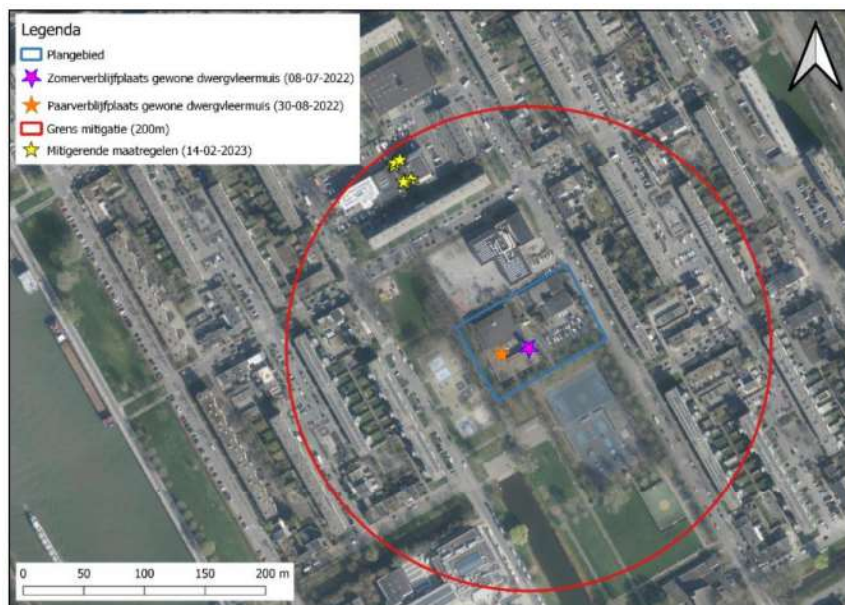 Legenda
Plangebied
Zomerverblijfplaats gewone dwergvleermuis (08-07-2022)
Paarverblijfplaats gewone dwergvleermuis (30-08-2022)
Grens mitigatie (200m)
Mitigerende maatregelen (14-02-2023)
0 50 100 150 200 m